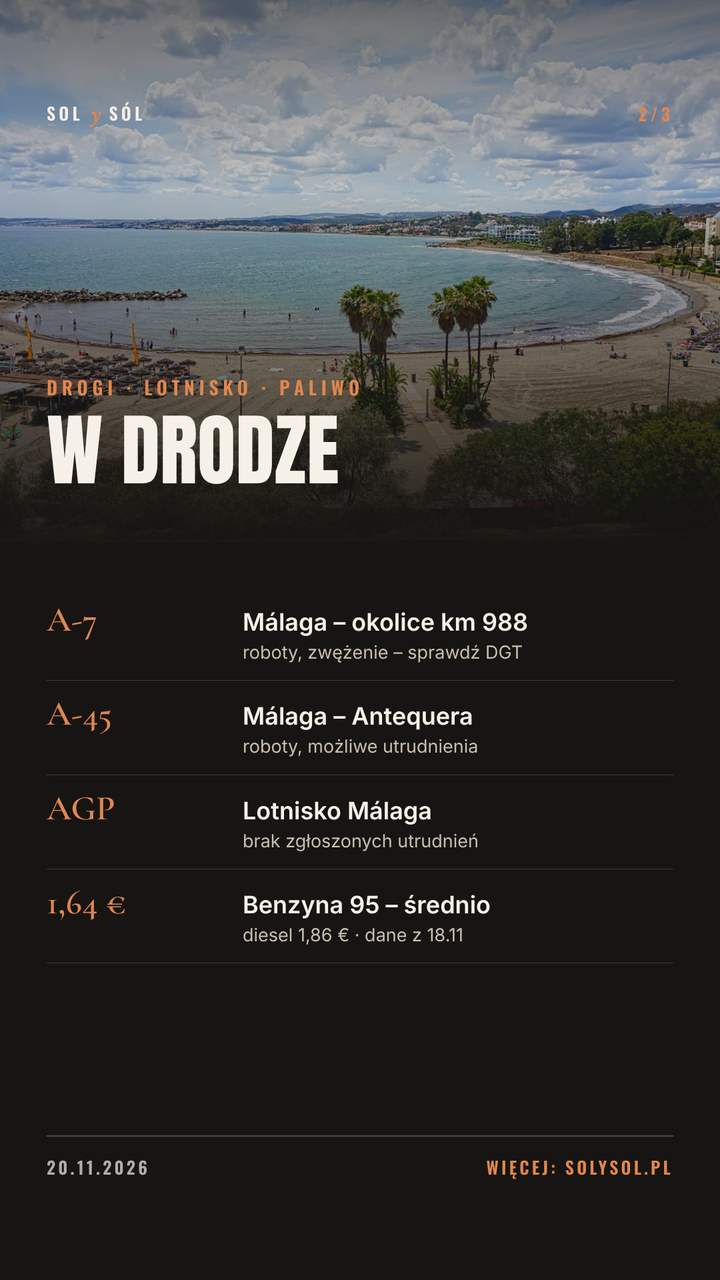 SOL y SÓL
2/3
DROGI · LOTNISKO · PALIWO
W DRODZE
A-7
Málaga – okolice km 988
roboty, zwężenie – sprawdź DGT
A-45
Málaga – Antequera
roboty, możliwe utrudnienia
AGP
Lotnisko Málaga
brak zgłoszonych utrudnień
1,64 €
Benzyna 95 – średnio
diesel 1,86 € · dane z 18.11
20.11.2026
WIĘCEJ: SOLYSOL.PL